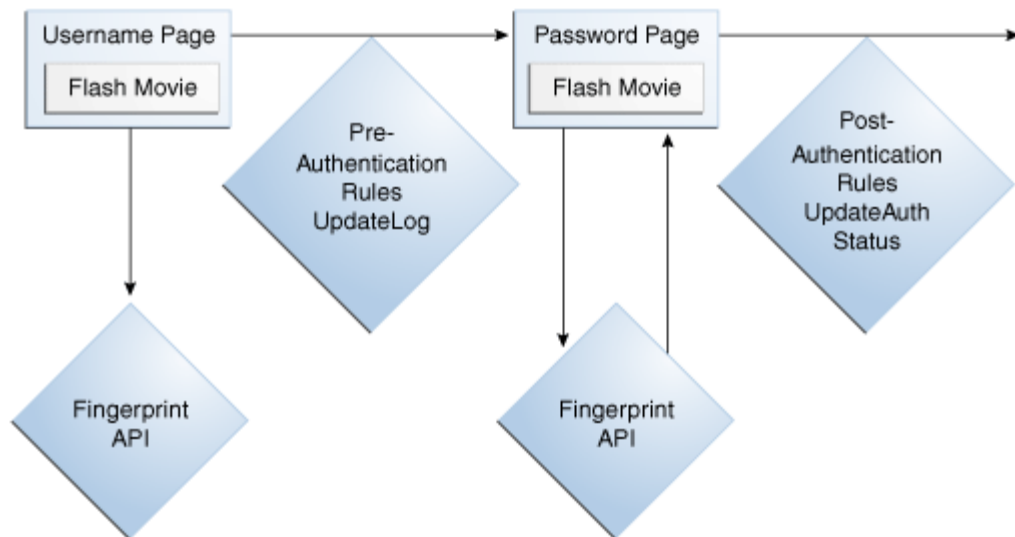 Username Page
Flash Movie
Password Page
Flash Movie
Pre-
Authentication
Rules
UpdateLog
Post-
Authentication
Rules
UpdateAuth
Status
Fingerprint
API
Fingerprint
API